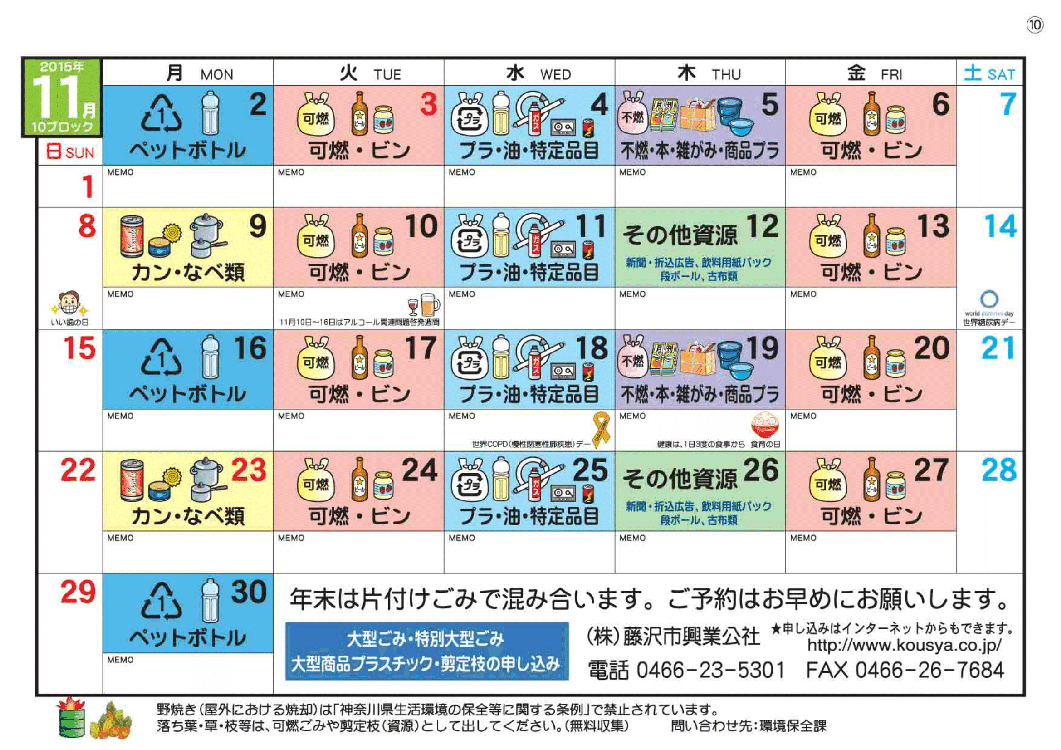 ⑩
2015年
11月
10ブロック
日 SUN
月 MON
火 TUE
水 WED
木 THU
金 FRI
土 SAT
1
2
ペットボトル
MEMO
3
可燃
可燃・ビン
MEMO
4
プラ
ガス
プラ・油・特定品目
MEMO
5
不燃
不燃・本・雑がみ・商品プラ
MEMO
6
可燃
可燃・ビン
MEMO
7
8
いい歯の日
9
カン・なべ類
MEMO
10
可燃
可燃・ビン
MEMO
11月10日~16日はアルコール関連問題啓発週間
11
プラ
ガス
プラ・油・特定品目
MEMO
その他資源 12
新聞・折込広告、飲料用紙パック
段ボール、古布類
MEMO
13
可燃
可燃・ビン
MEMO
14
world diabetes day
世界糖尿病デー
15
16
ペットボトル
MEMO
17
可燃
可燃・ビン
MEMO
18
プラ
ガス
プラ・油・特定品目
MEMO
世界COPD(慢性閉塞性肺疾患)デー
19
不燃
不燃・本・雑がみ・商品プラ
MEMO
健康は、1日3度の食事から 食育の日
20
可燃
可燃・ビン
MEMO
21
22
23
カン・なべ類
MEMO
24
可燃
可燃・ビン
MEMO
25
プラ
ガス
プラ・油・特定品目
MEMO
その他資源 26
新聞・折込広告、飲料用紙パック
段ボール、古布類
MEMO
27
可燃
可燃・ビン
MEMO
28
29
30
ペットボトル
MEMO
年末は片付けごみで混み合います。ご予約はお早めにお願いします。
大型ごみ・特別大型ごみ
大型商品プラスチック・剪定枝の申し込み
(株)藤沢市興業公社 ★申し込みはインターネットからもできます。
http://www.kousya.co.jp/
電話 0466-23-5301 FAX 0466-26-7684
野焼き(屋外における焼却)は「神奈川県生活環境の保全等に関する条例」で禁止されています。
落ち葉・草・枝等は、可燃ごみや剪定枝(資源)として出してください。(無料収集) 問い合わせ先:環境保全課